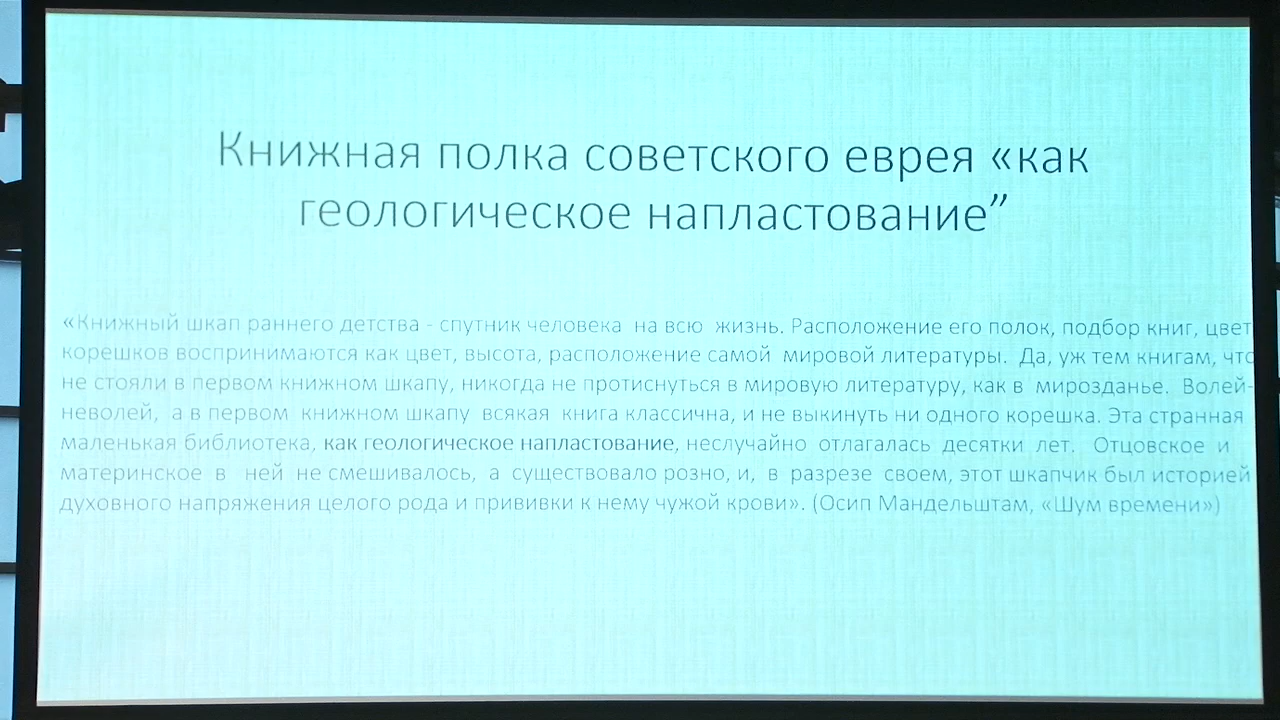 Книжная полка советского еврея «как
геологическое напластование”
«Книжный шкап раннего детства - спутник человека на всю жизнь. Расположение его полок, подбор книг, цвет
корешков воспринимаются как цвет, высота, расположение самой мировой литературы. Да, уж тем книгам, что
не стояли в первом книжном шкапу, никогда не протиснуться в мировую литературу, как в мирозданье. Волей-
неволей, а в первом книжном шкапу всякая книга классична, и не выкинуть ни одного корешка. Эта странная
маленькая библиотека, как геологическое напластование, неслучайно отлагалась десятки лет. Отцовское и
материнское в ней не смешивалось, а существовало розно, и, в разрезе своем, этот шкапчик был историей
духовного напряжения целого рода и прививки к нему чужой крови». (Осип Мандельштам, «Шум времени»)